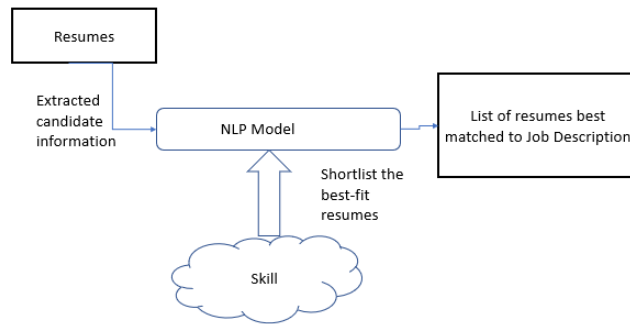 Resumes
Extracted
candidate
information
NLP Model
List of resumes best
matched to Job Description
Shortlist the
best-fit
resumes
Skill